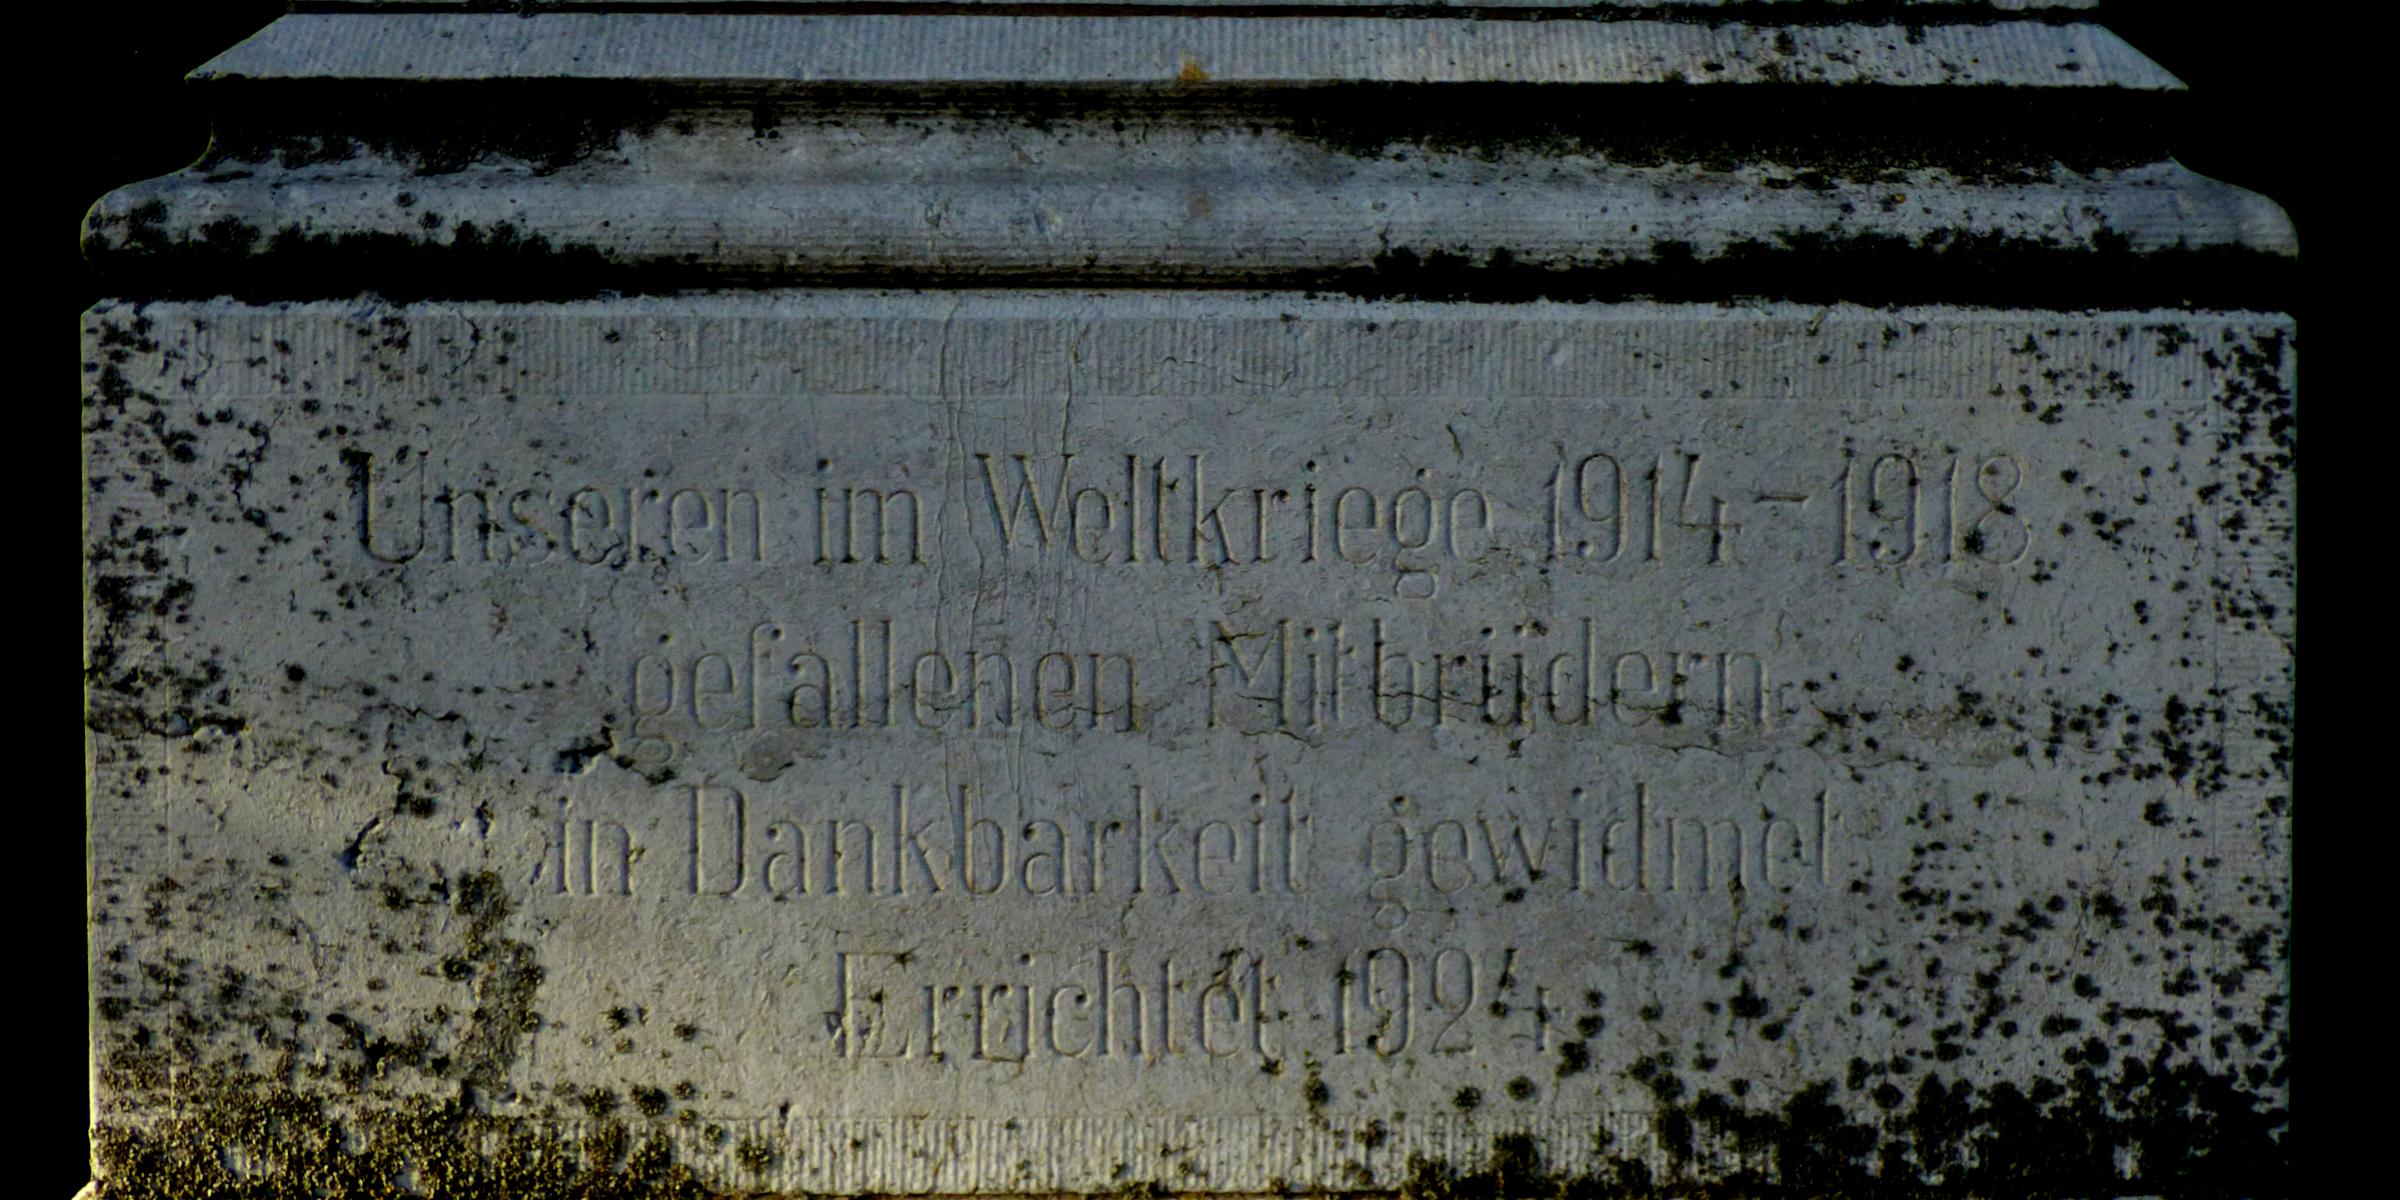 Unseren im Weltkriege 1914-1918
gefallenen Mitbrüdern
in Dankbarkeit gewidmet
Errichtet 1924